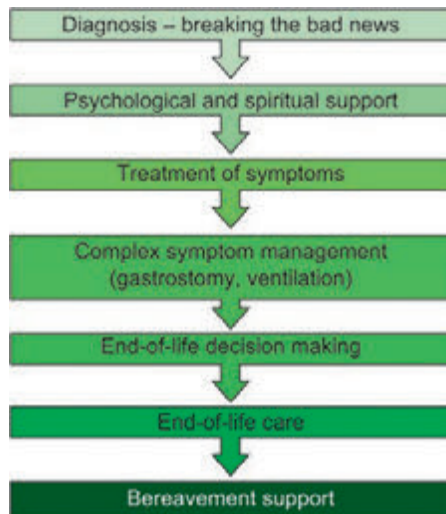 Diagnosis – breaking the bad news
Psychological and spiritual support
Treatment of symptoms
Complex symptom management
(gastrostomy, ventilation)
End-of-life decision making
End-of-life care
Bereavement support